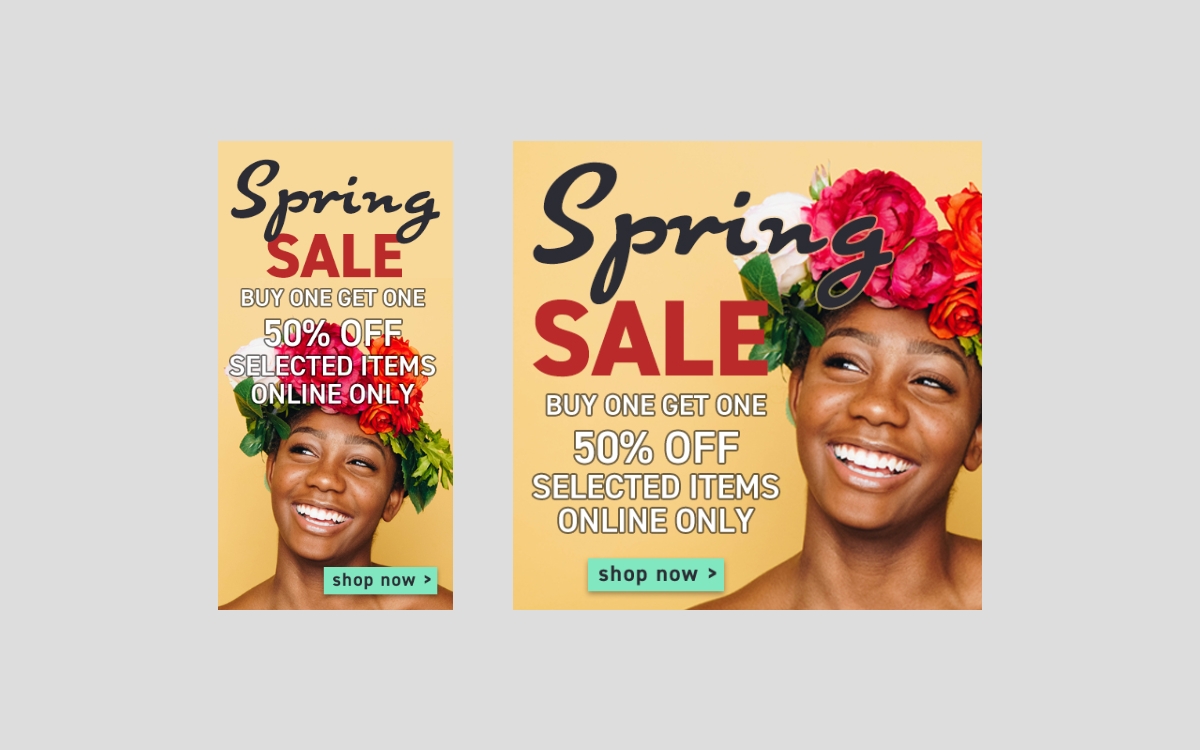 Spring
SALE
BUY ONE GET ONE
50% OFF
SELECTED ITEMS
ONLINE ONLY
shop now >
Spring
SALE
BUY ONE GET ONE
50% OFF
SELECTED ITEMS
ONLINE ONLY
shop now >